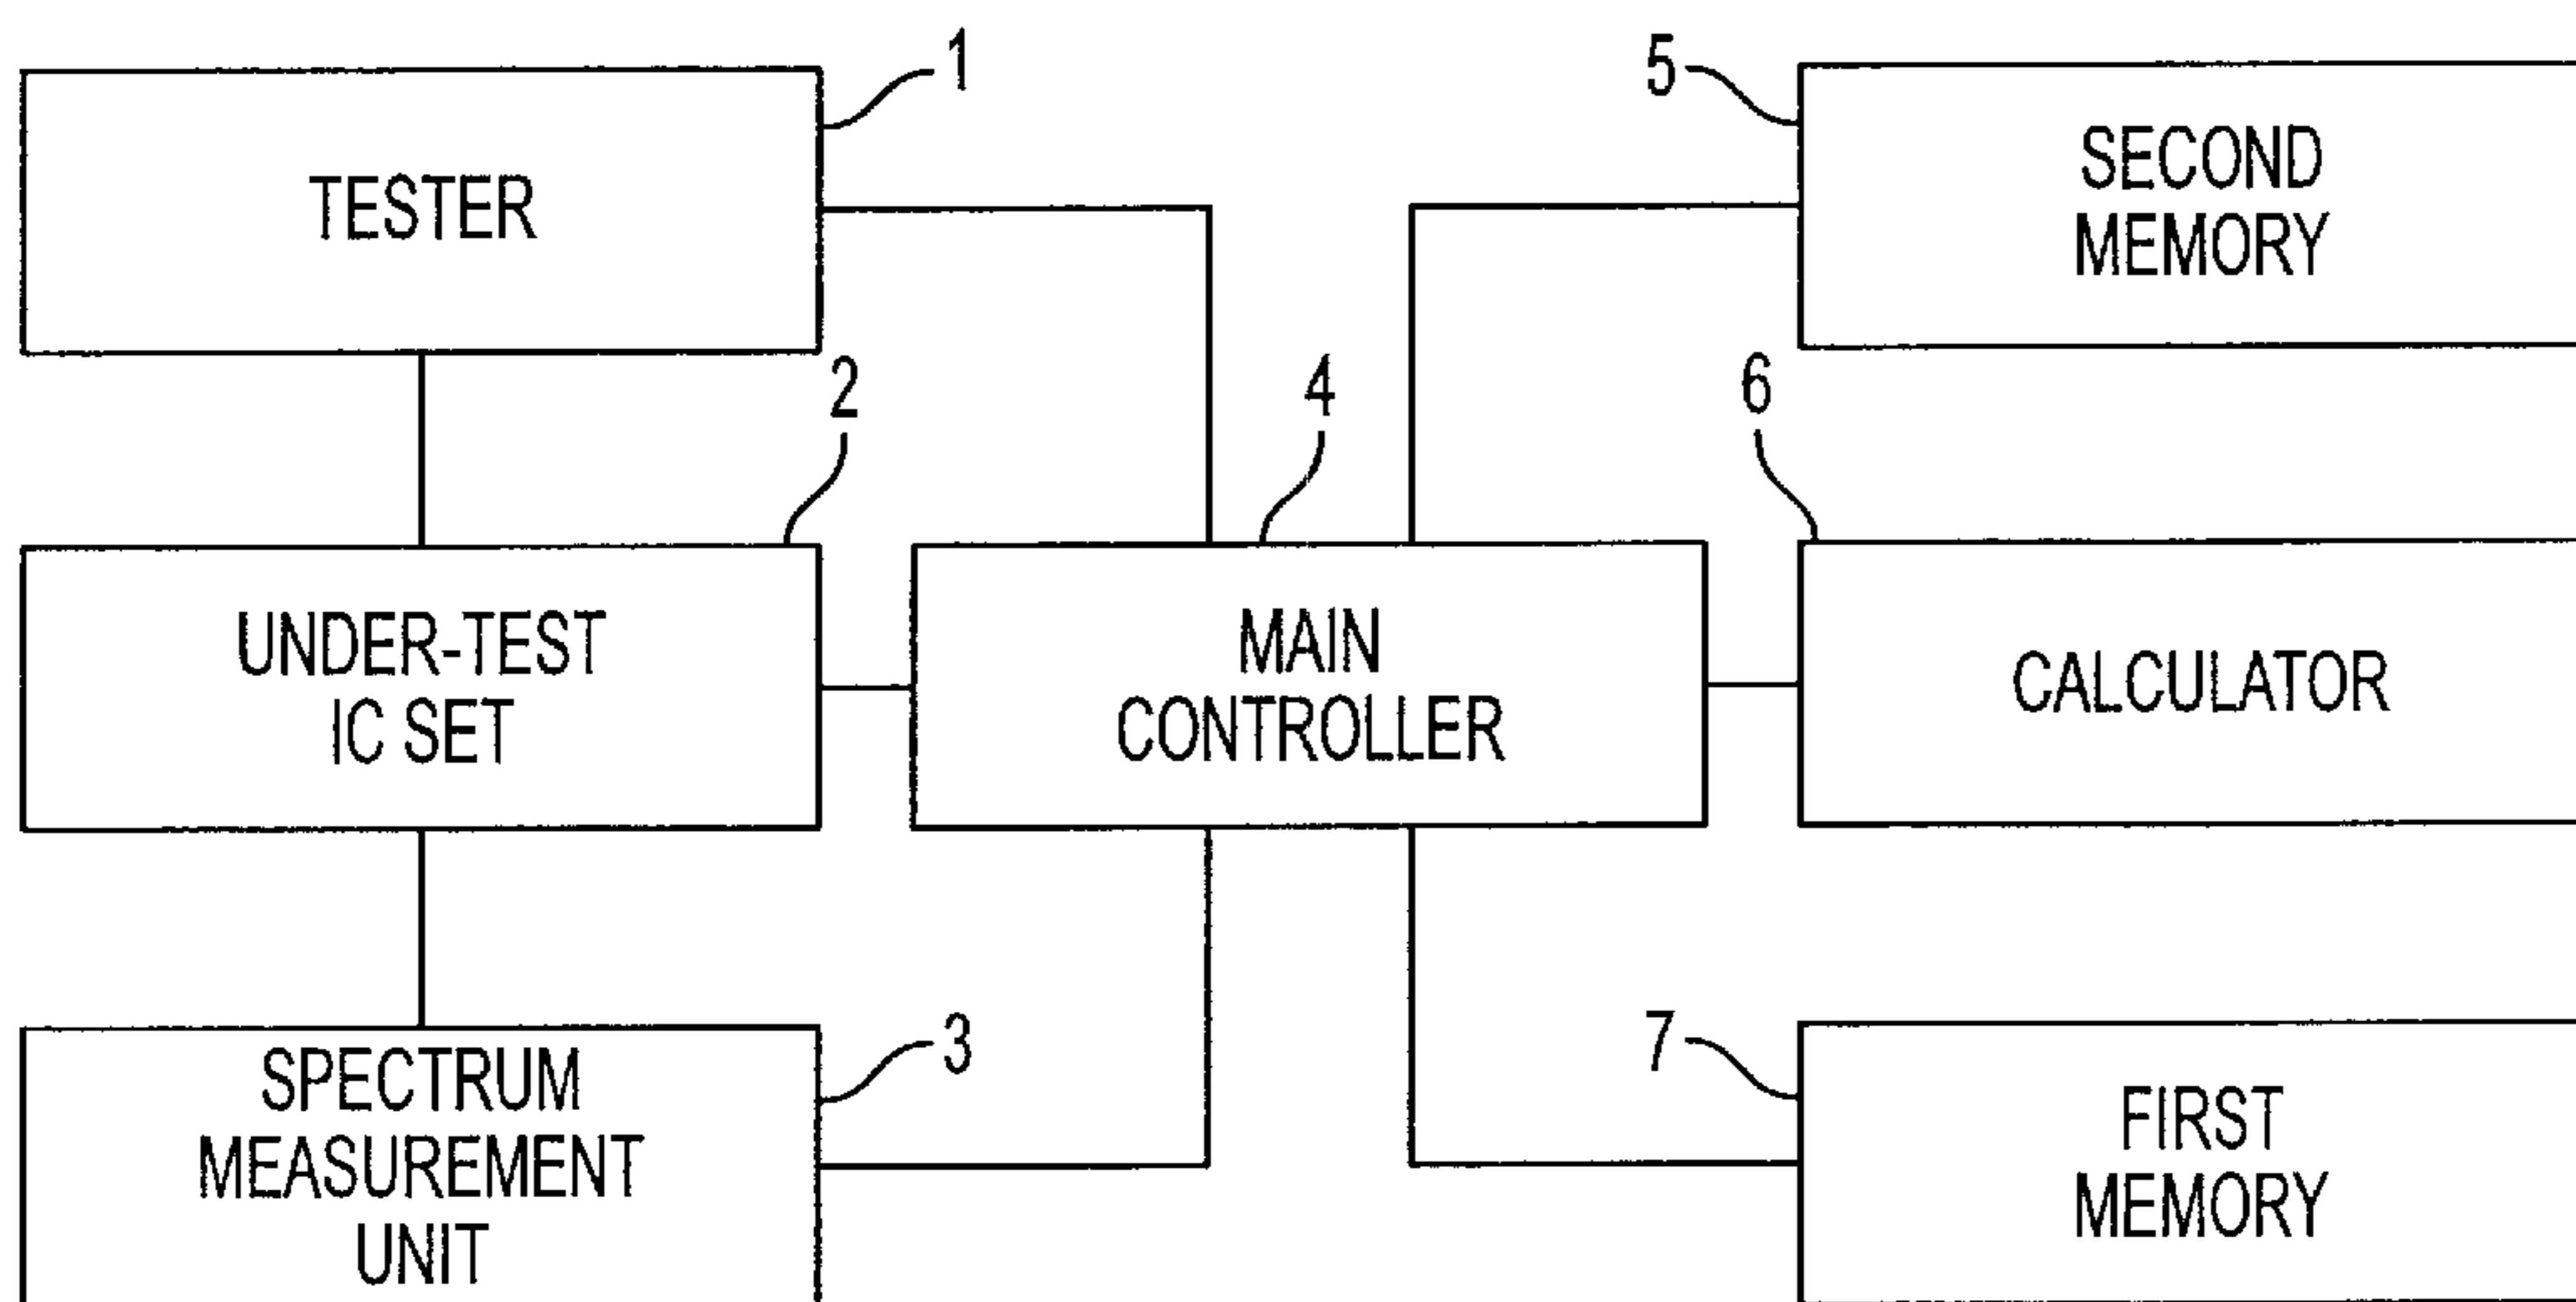 1
TESTER
5
SECOND
MEMORY
2
UNDER-TEST
IC SET
4
MAIN
CONTROLLER
6
CALCULATOR
3
SPECTRUM
MEASUREMENT
UNIT
7
FIRST
MEMORY